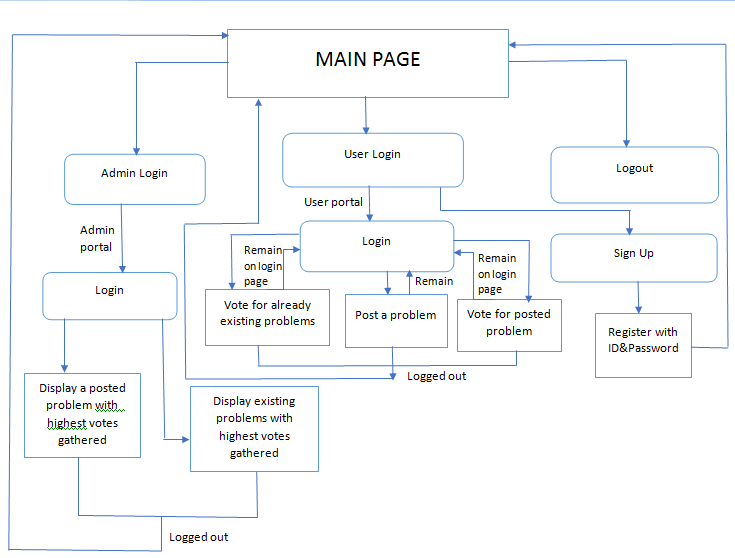 MAIN PAGE
Admin Login
User Login
Logout
Admin
portal
User portal
Login
Login
Sign Up
Remain
on login
page
Remain
Remain
on login
page
Vote for already
existing problems
Post a problem
Vote for posted
problem
Register with
ID&Password
Logged out
Display a posted
problem with
highest votes
gathered
Display existing
problems with
highest votes
gathered
Logged out